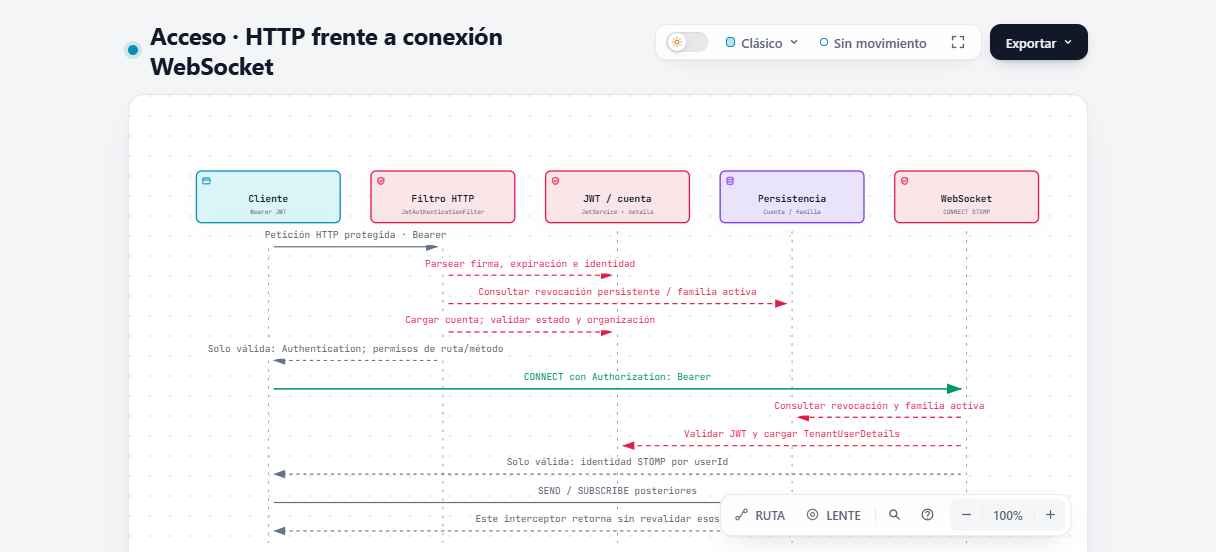 Acceso · HTTP frente a conexión
WebSocket
Clásico
Sin movimiento
Exportar
Cliente
Bearer JWT
Filtro HTTP
JwtAuthenticationFilter
JWT / cuenta
JwtService + details
Persistencia
Cuenta / familia
WebSocket
CONNECT STOMP
Petición HTTP protegida · Bearer
Parsear firma, expiración e identidad
Consultar revocación persistente / familia activa
Cargar cuenta; validar estado y organización
Solo válida: Authentication; permisos de ruta/método
CONNECT con Authorization: Bearer
Consultar revocación y familia activa
Validar JWT y cargar TenantUserDetails
Solo válida: identidad STOMP por userId
SEND / SUBSCRIBE posteriores
Este interceptor retorna sin revalidar esos
RUTA
LENTE
100%